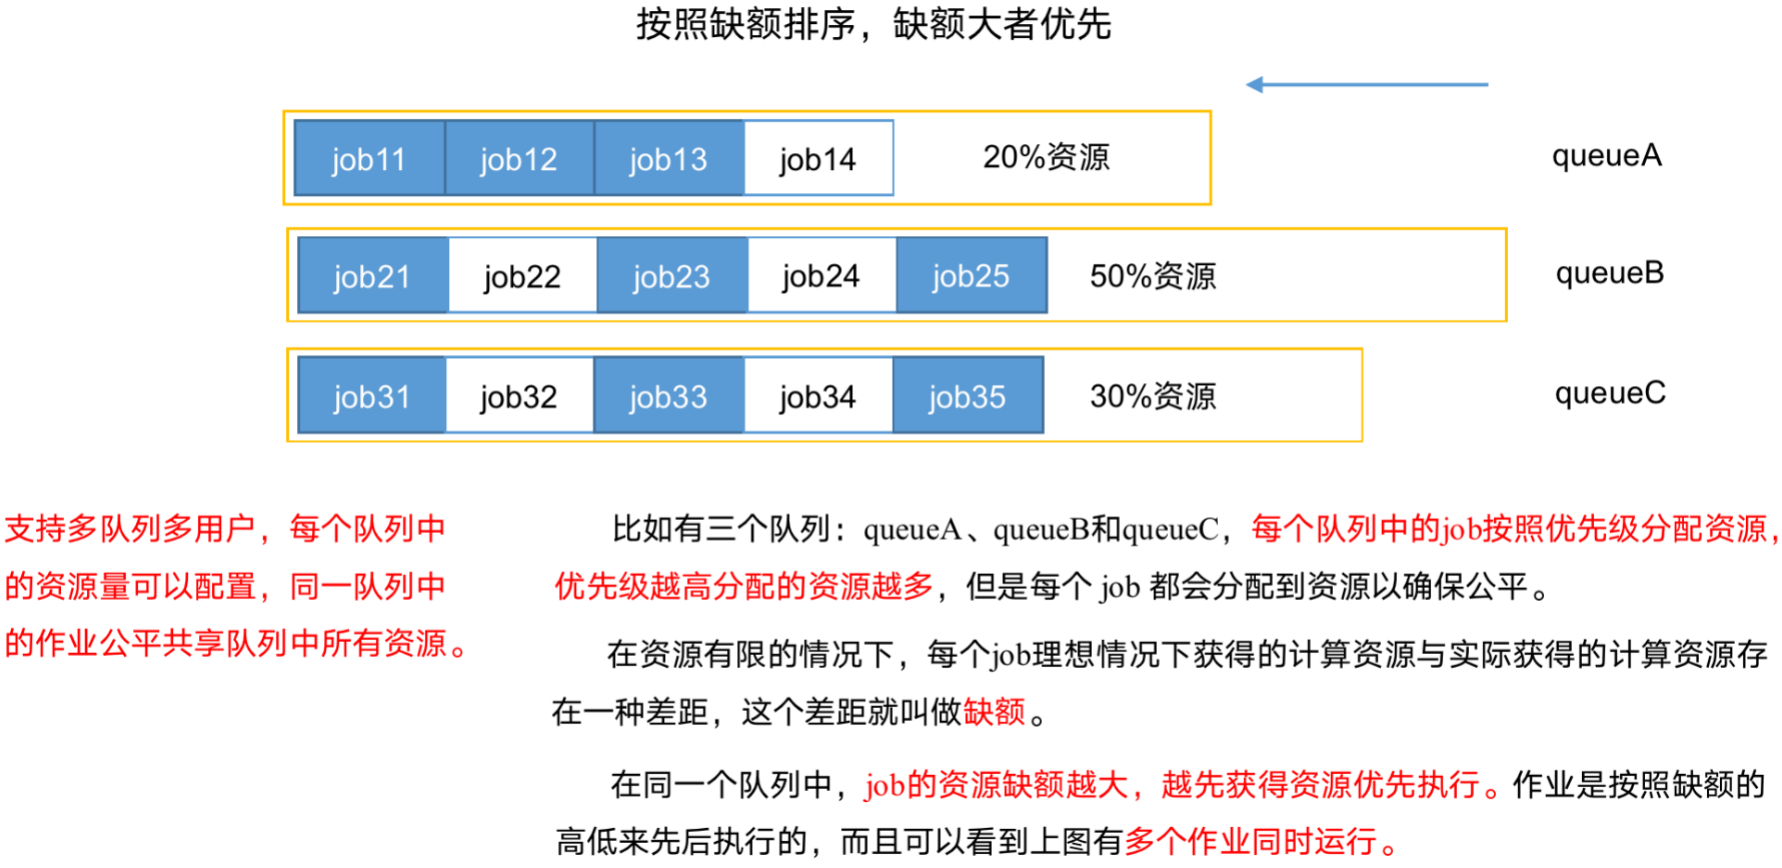 按照缺额排序，缺额大者优先
job11 job12 job13 job14 20%资源 queueA
job21 job22 job23 job24 job25 50%资源 queueB
job31 job32 job33 job34 job35 30%资源 queueC
支持多队列多用户，每个队列中
的资源量可以配置，同一队列中
的作业公平共享队列中所有资源。
比如有三个队列：queueA、queueB和queueC，每个队列中的job按照优先级分配资源，
优先级越高分配的资源越多，但是每个 job 都会分配到资源以确保公平。
在资源有限的情况下，每个job理想情况下获得的计算资源与实际获得的计算资源存
在一种差距，这个差距就叫做缺额。
在同一个队列中，job的资源缺额越大，越先获得资源优先执行。作业是按照缺额的
高低来先后执行的，而且可以看到上图有多个作业同时运行。